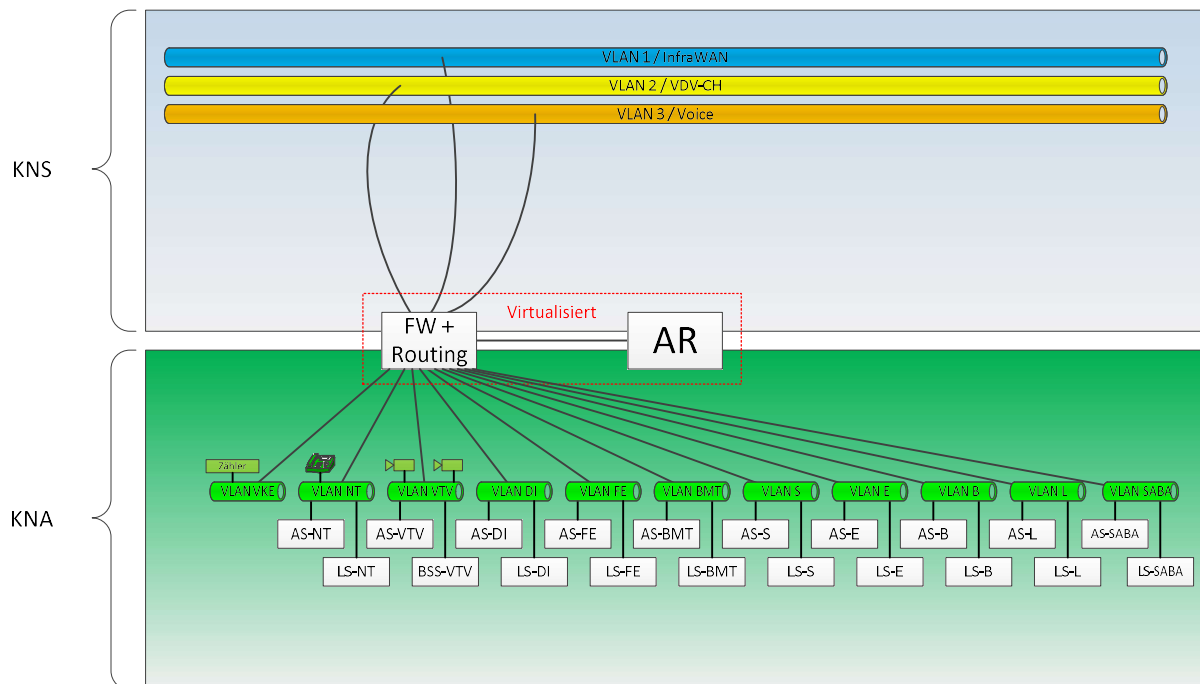 VLAN 1 / InfraWAN
VLAN 2 / VDV-CH
VLAN 3 / Voice
KNS
Virtualisiert
FW +
Routing
AR
KNA
Zähler
VLAN VKE
VLAN NT
VLAN VTV
VLAN DI
VLAN FE
VLAN BMT
VLAN S
VLAN E
VLAN B
VLAN L
VLAN SABA
AS-NT
AS-VTV
AS-DI
AS-FE
AS-BMT
AS-S
AS-E
AS-B
AS-L
AS-SABA
LS-NT
BSS-VTV
LS-DI
LS-FE
LS-BMT
LS-S
LS-E
LS-B
LS-L
LS-SABA